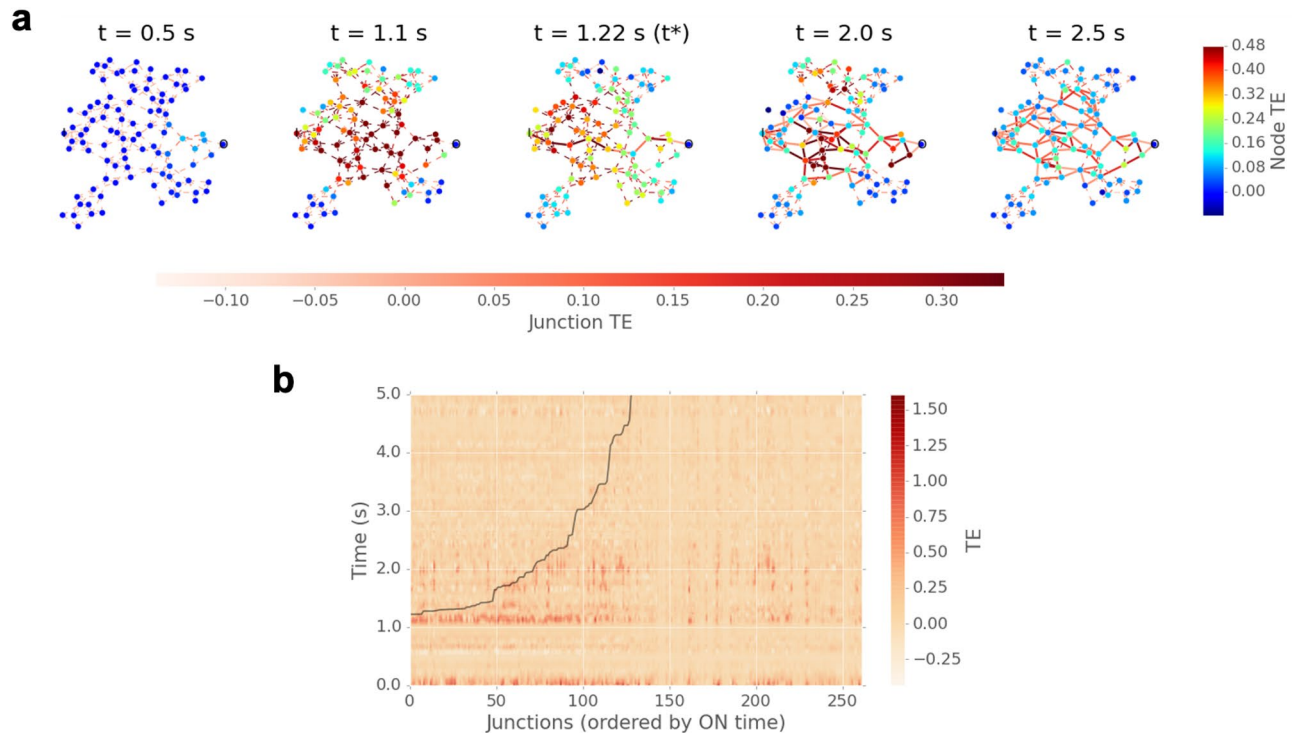 a
t = 0.5 s
t = 1.1 s
t = 1.22 s (t*)
t = 2.0 s
t = 2.5 s
0.48
0.40
0.32
0.24
0.16
0.08
0.00
Node TE
−0.10 −0.05 0.00 0.05 0.10 0.15 0.20 0.25 0.30
Junction TE
b
5.0
4.0
3.0
2.0
1.0
0.0
Time (s)
0 50 100 150 200 250
Junctions (ordered by ON time)
1.50
1.25
1.00
0.75
0.50
0.25
0.00
−0.25
TE